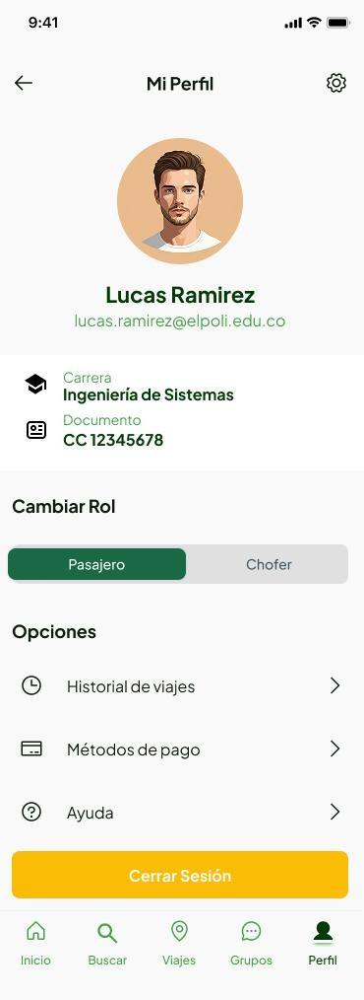 9:41
Mi Perfil
Lucas Ramirez
lucas.ramirez@elpoli.edu.co
Carrera
Ingeniería de Sistemas
Documento
CC 12345678
Cambiar Rol
Pasajero
Chofer
Opciones
Historial de viajes
Métodos de pago
Ayuda
Cerrar Sesión
Inicio
Buscar
Viajes
Grupos
Perfil